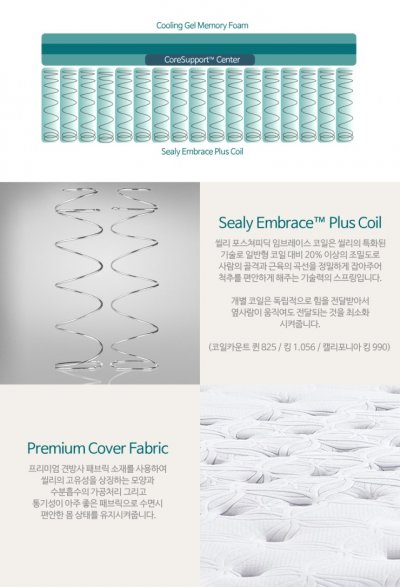 Cooling Gel Memory Foam
CoreSupport™ Center
Sealy Embrace Plus Coil
Sealy Embrace™ Plus Coil
씰리 포스쳐피딕 임브레이스 코일은 씰리의 특화된
기술로 일반형 코일 대비 20% 이상의 조밀도로
사람의 골격과 근육의 곡선을 정밀하게 잡아주어
척추를 편안하게 해주는 기술력의 스프링입니다.
개별 코일은 독립적으로 힘을 전달받아서
옆사람이 움직여도 전달되는 것을 최소화
시켜줍니다.
(코일카운트 퀸 825 / 킹 1.056 / 캘리포니아 킹 990)
Premium Cover Fabric
프리미엄 견방사 패브릭 소재를 사용하여
씰리의 고유성을 상징하는 모양과
수분흡수의 가공처리 그리고
통기성이 아주 좋은 패브릭으로 수면시
편안한 몸 상태를 유지시켜줍니다.